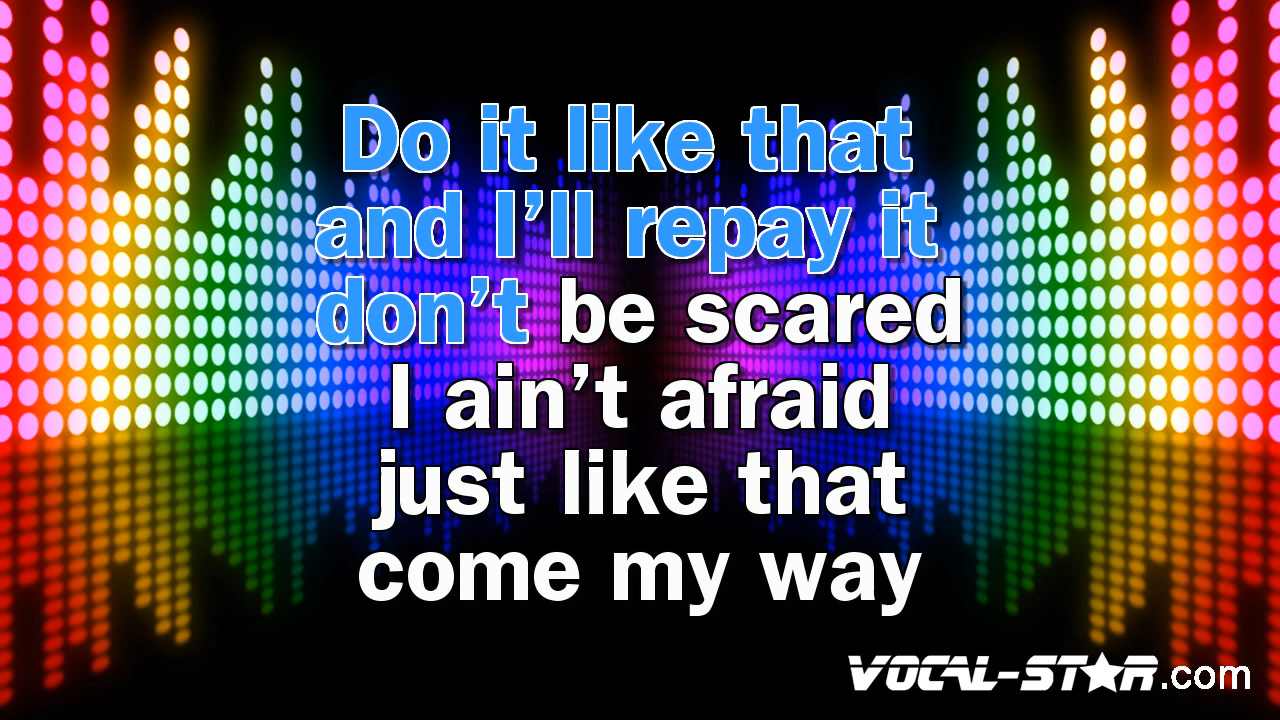 Do it like that
and I’ll repay it
don’t be scared
I ain’t afraid
just like that
come my way
VOCAL-STAR.com